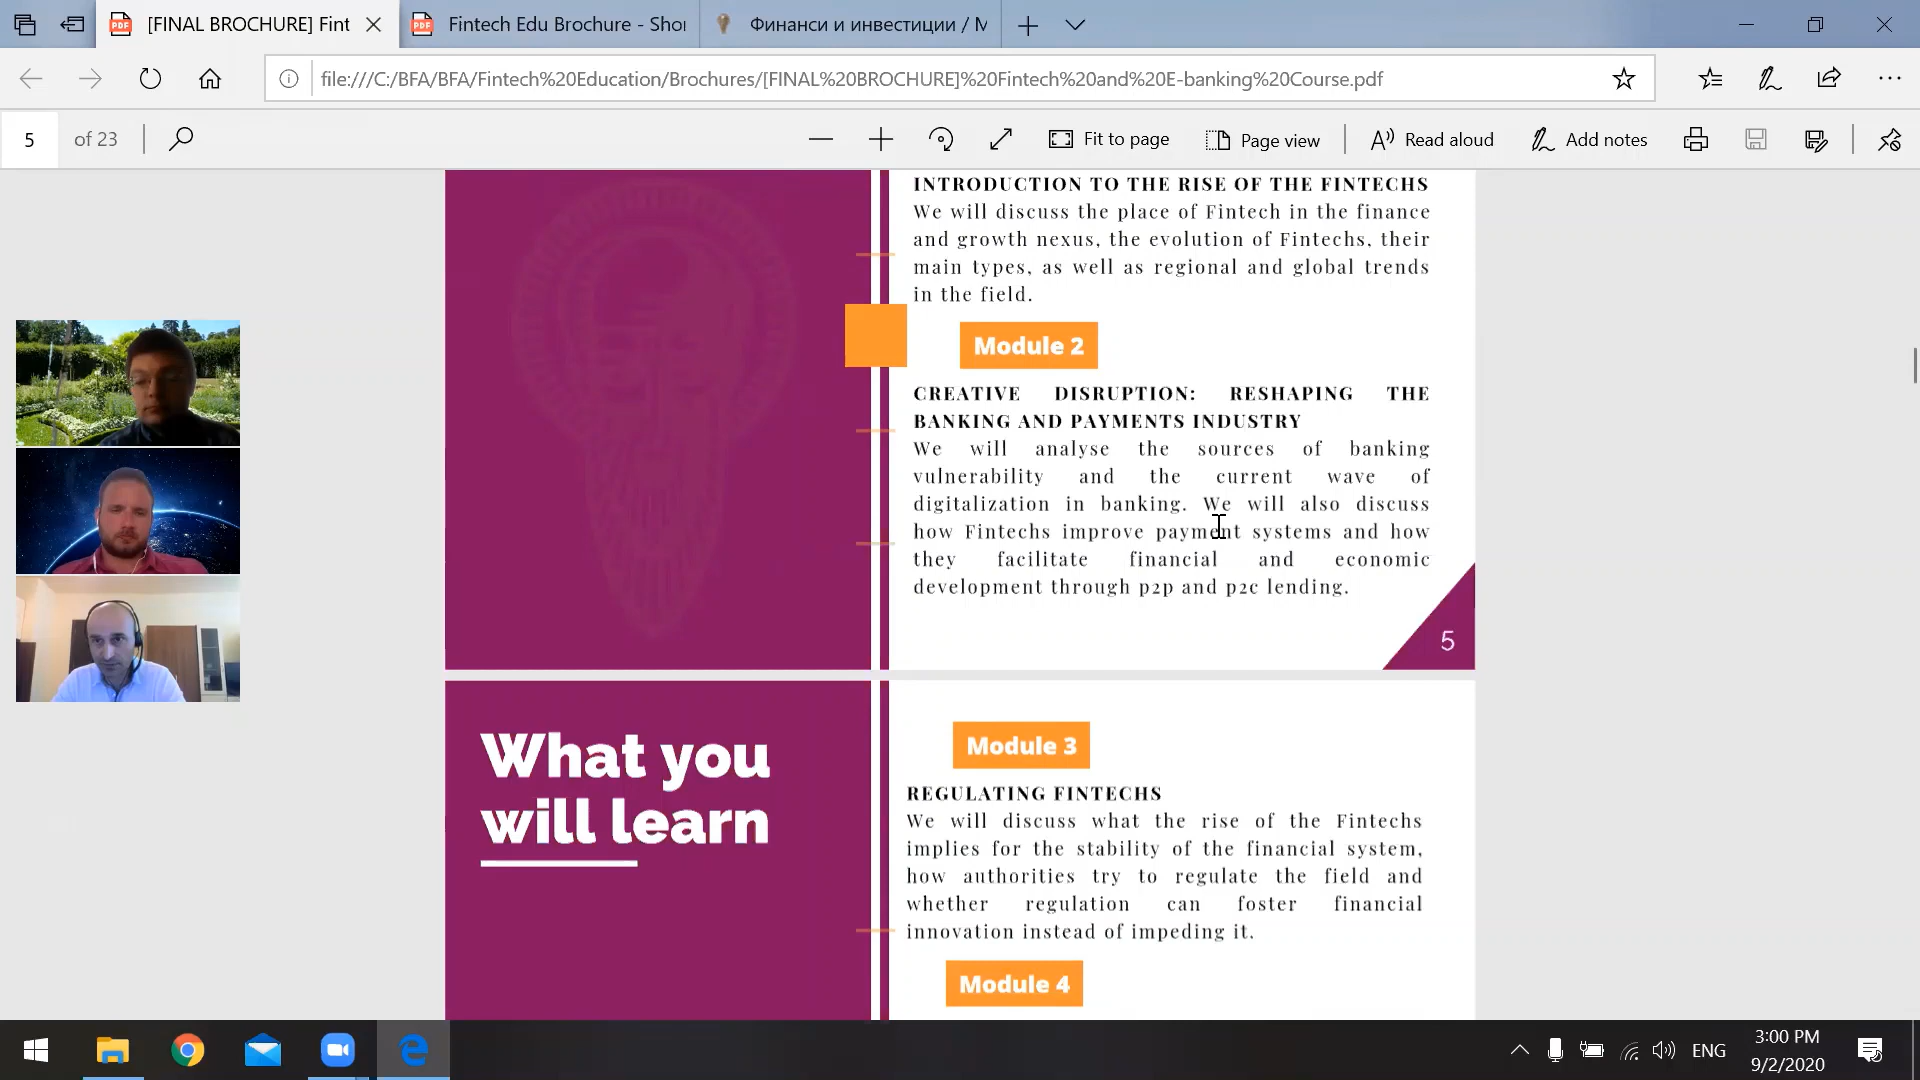 [FINAL BROCHURE] Fint
Fintech Edu Brochure - Sho
Финанси и инвестиции / М
file:///C:/BFA/BFA/Fintech%20Education/Brochures/[FINAL%20BROCHURE]%20Fintech%20and%20E-banking%20Course.pdf
5 of 23
Fit to page
Page view
Read aloud
Add notes
INTRODUCTION TO THE RISE OF THE FINTECHS
We will discuss the place of Fintech in the finance
and growth nexus, the evolution of Fintechs, their
main types, as well as regional and global trends
in the field.
Module 2
CREATIVE DISRUPTION: RESHAPING THE
BANKING AND PAYMENTS INDUSTRY
We will analyse the sources of banking
vulnerability and the current wave of
digitalization in banking. We will also discuss
how Fintechs improve payment systems and how
they facilitate financial and economic
development through p2p and p2c lending.
5
What you
will learn
Module 3
REGULATING FINTECHS
We will discuss what the rise of the Fintechs
implies for the stability of the financial system,
how authorities try to regulate the field and
whether regulation can foster financial
innovation instead of impeding it.
Module 4
ENG
3:00 PM
9/2/2020